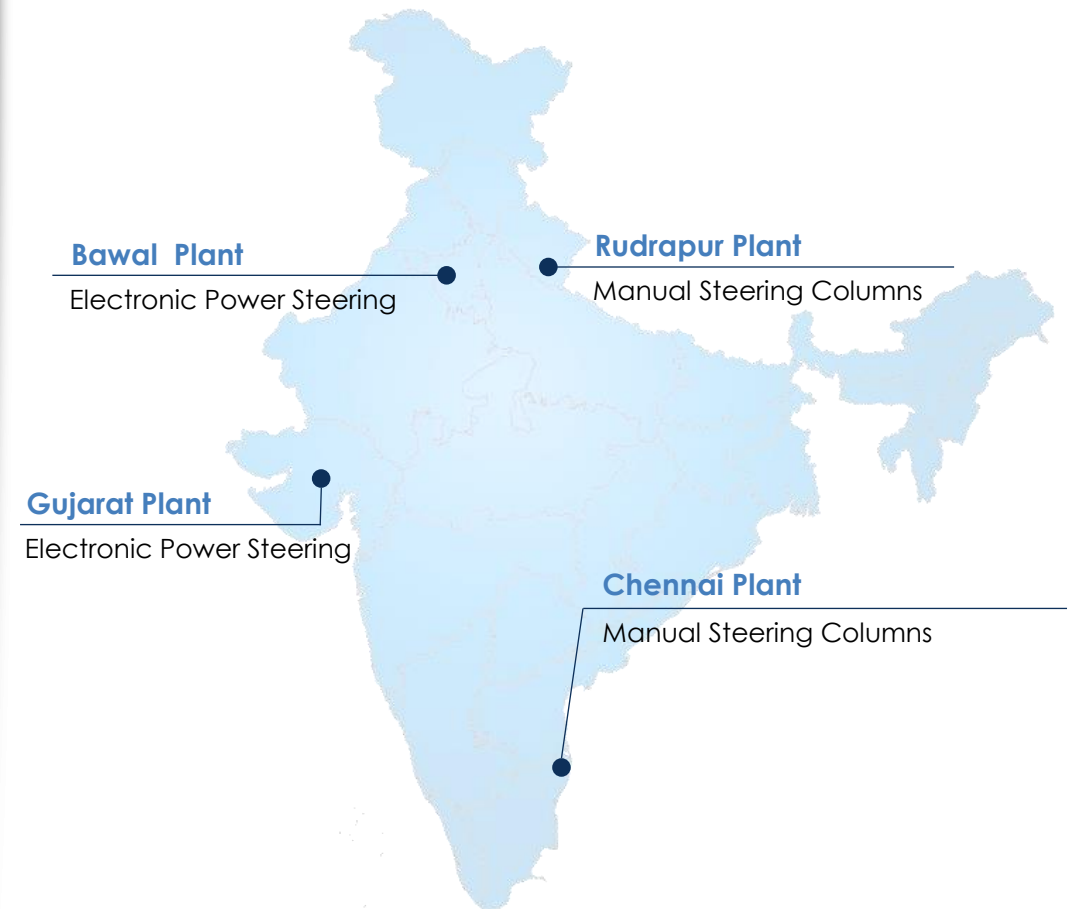 Bawal  Plant
Electronic Power Steering
Rudrapur Plant
Manual Steering Columns
Gujarat Plant
Electronic Power Steering
Chennai Plant
Manual Steering Columns